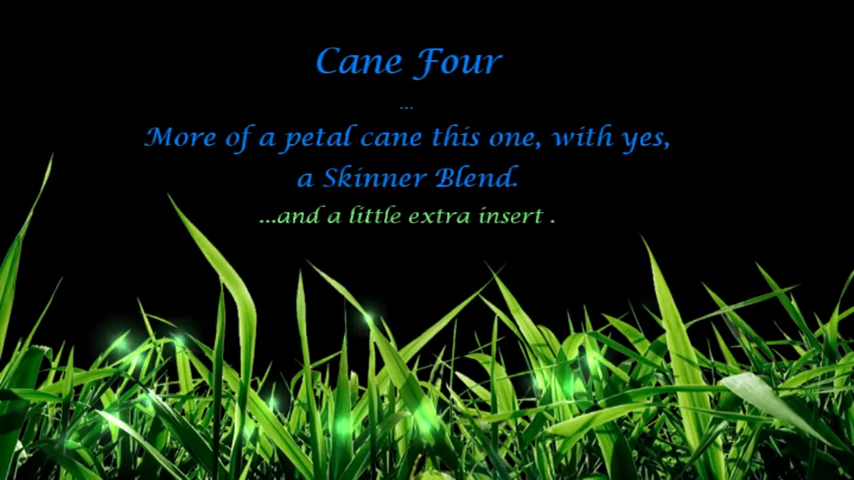 Cane Four
...
More of a petal cane this one, with yes,
a Skinner Blend.
...and a little extra insert .